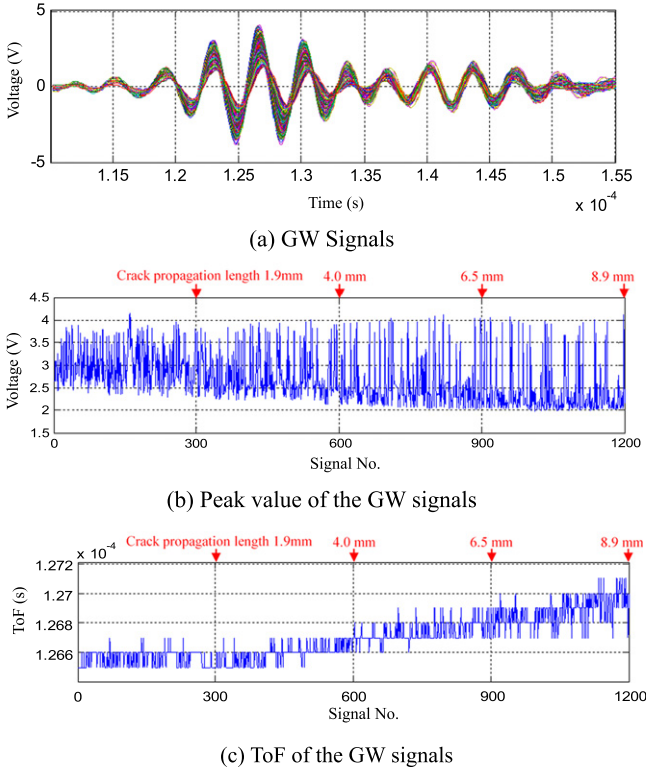 5
0
-5
Voltage (V)
1.15 1.2 1.25 1.3 1.35 1.4 1.45 1.5 1.55
Time (s)
x 10-4
(a) GW Signals
Crack propagation length 1.9mm 4.0 mm 6.5 mm 8.9 mm
4.5
4
3.5
3
2.5
2
1.5
Voltage (V)
0 300 600 900 1200
Signal No.
(b) Peak value of the GW signals
Crack propagation length 1.9mm 4.0 mm 6.5 mm 8.9 mm
x 10-4
1.272
1.27
1.268
1.266
ToF (s)
0 300 600 900 1200
Signal No.
(c) ToF of the GW signals